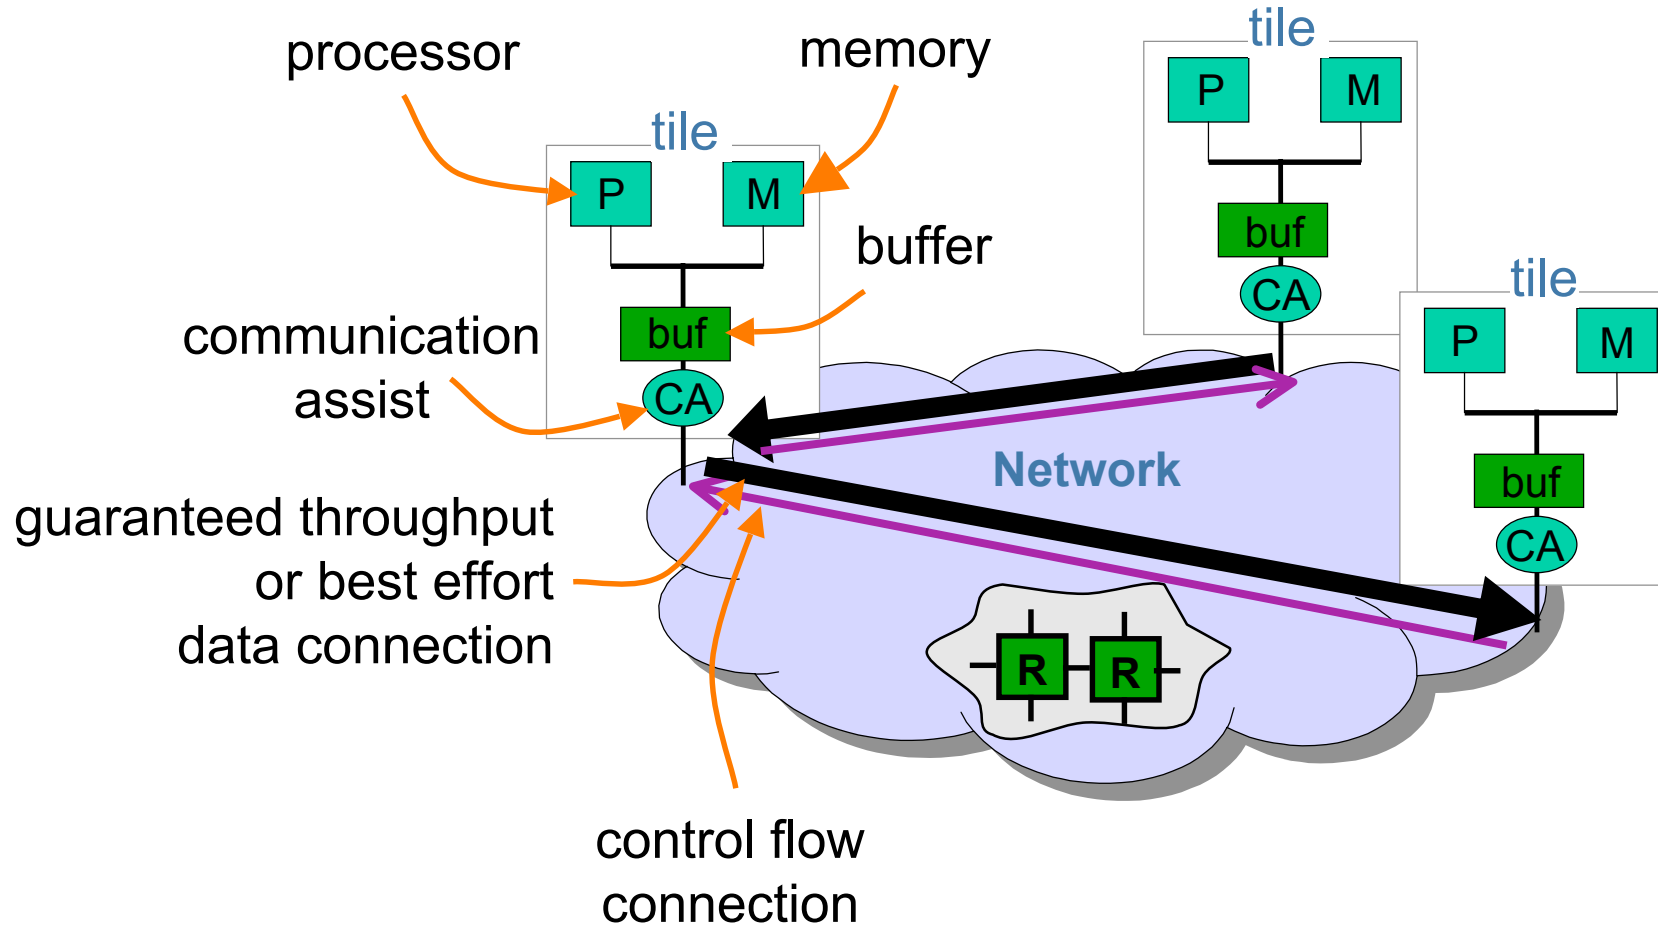 processor
memory
tile
P
M
tile
P
M
buf
CA
buffer
communication
assist
buf
CA
tile
P
M
buf
CA
Network
guaranteed throughput
or best effort
data connection
R
R
control flow
connection